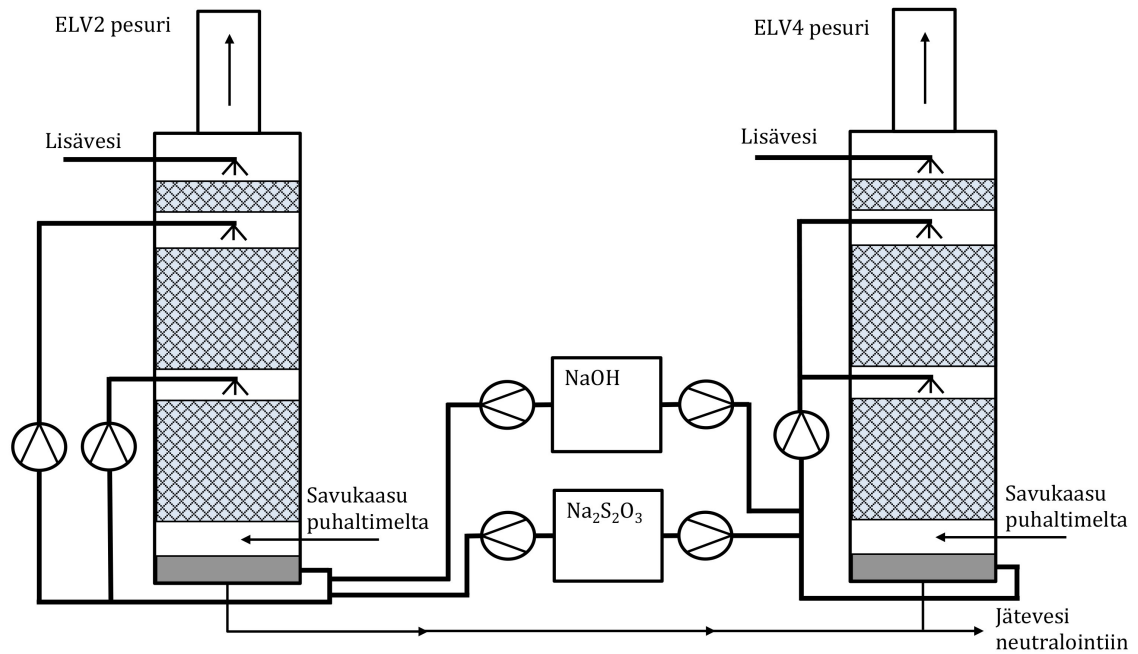 ELV2 pesuri
ELV4 pesuri
Lisävesi
Lisävesi
NaOH
Na₂S₂O₃
Savukaasu
puhaltimelta
Savukaasu
puhaltimelta
Jätevesi
neutralointiin